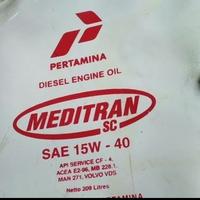 PERTAMINA
DIESEL ENGINE OIL
MEDITRAN
SC
SAE 15W - 40
API SERVICE CF - 4,
ACEA E2-96, MB 228.1,
MAN 271, VOLVO VDS
Netto 209 Litres
PERTAMINA